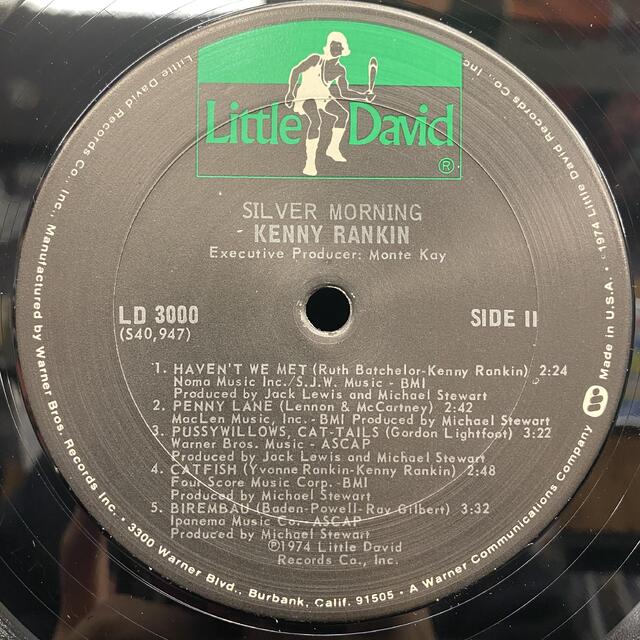 Little David®
SILVER MORNING
KENNY RANKIN
Executive Producer: Monte Kay
LD 3000
(S40,947)
SIDE II
1. HAVEN'T WE MET (Ruth Batchelor-Kenny Rankin) 2:24
Noma Music Inc./S.J.W. Music - BMI
Produced by Jack Lewis and Michael Stewart
2. PENNY LANE (Lennon & McCartney) 2:42
MacLen Music, Inc. - BMI Produced by Michael Stewart
3. PUSSYWILLOWS, CAT-TAILS (Gordon Lightfoot) 3:22
Warner Bros. Music - ASCAP
Produced by Jack Lewis and Michael Stewart
4. CATFISH (Yvonne Rankin-Kenny Rankin) 2:48
Four Score Music Corp. - BMI
Produced by Michael Stewart
5. BIREMBAU (Baden-Powell-Ray Gilbert) 3:32
Ipanema Music Co. - ASCAP
Produced by Michael Stewart
℗1974 Little David
Records Co., Inc.
Little David Records Co., Inc., Manufactured by Warner Bros. Records Inc. • 3300 Warner Blvd., Burbank, Calif. 91505 • A Warner Communications Company
Made in U.S.A. • ℗1974 Little David Records Co., Inc.